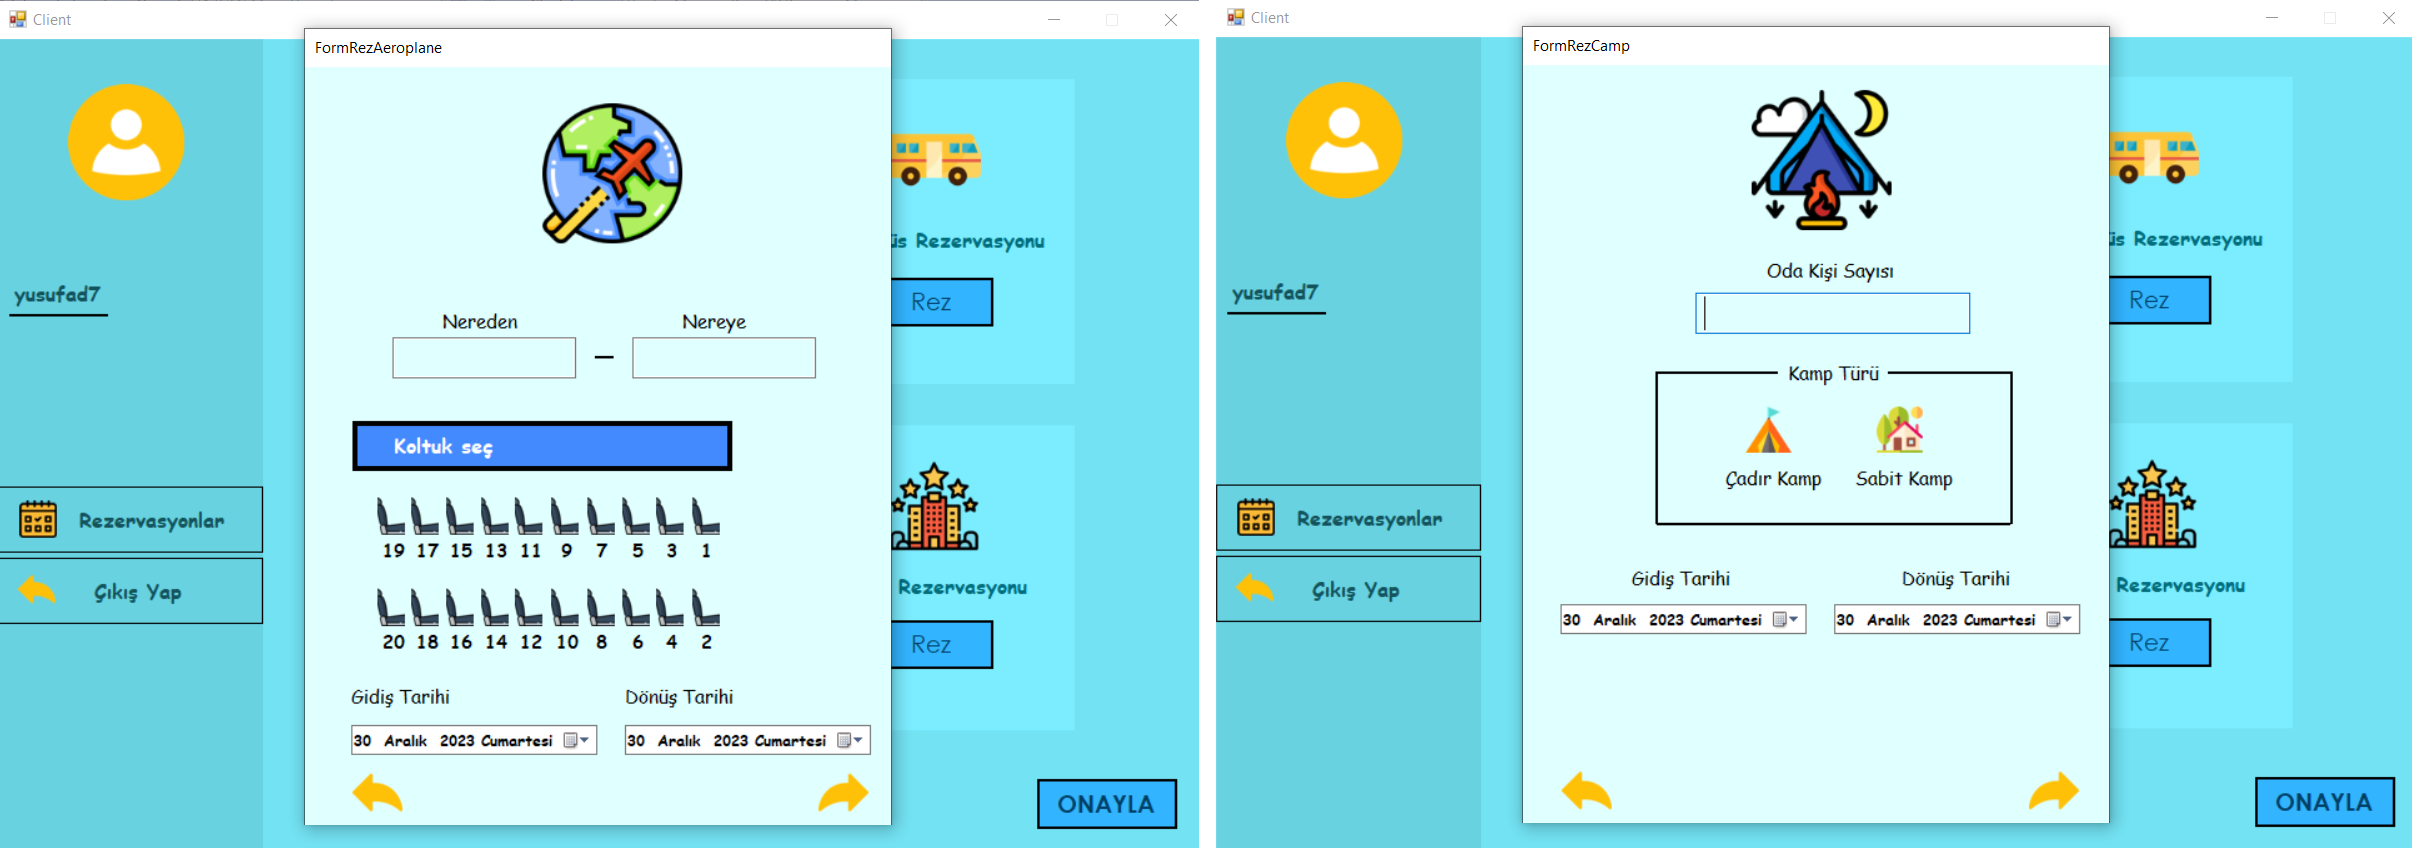 Client
FormRezAeroplane
yusufad7
Rezervasyonlar
Çıkış Yap
Nereden
Nereye
Koltuk seç
19 17 15 13 11 9 7 5 3 1
20 18 16 14 12 10 8 6 4 2
Gidiş Tarihi
Dönüş Tarihi
30 Aralık 2023 Cumartesi
30 Aralık 2023 Cumartesi
üs Rezervasyonu
Rez
Rezervasyonu
Rez
ONAYLA
Client
FormRezCamp
yusufad7
Rezervasyonlar
Çıkış Yap
Oda Kişi Sayısı
Kamp Türü
Çadır Kamp
Sabit Kamp
Gidiş Tarihi
Dönüş Tarihi
30 Aralık 2023 Cumartesi
30 Aralık 2023 Cumartesi
üs Rezervasyonu
Rez
Rezervasyonu
Rez
ONAYLA